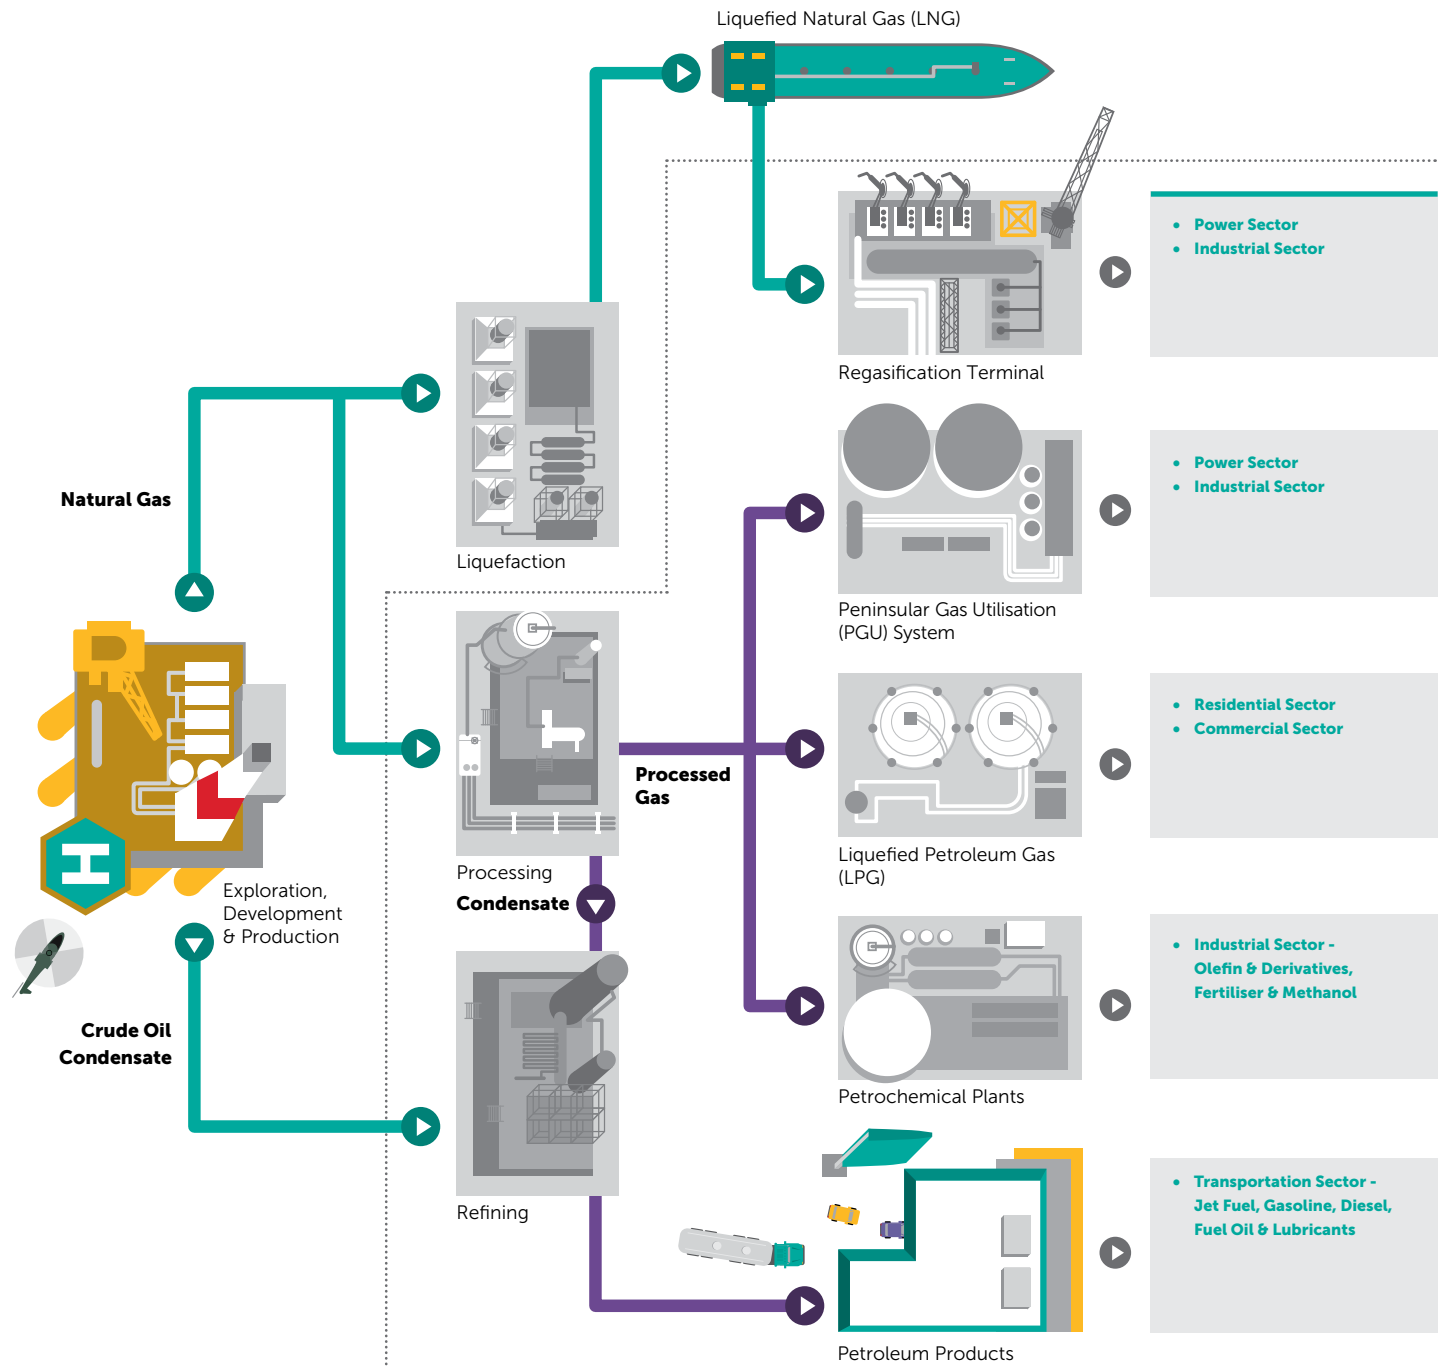 Liquefied Natural Gas (LNG)
• Power Sector
• Industrial Sector
Regasification Terminal
Natural Gas
Liquefaction
• Power Sector
• Industrial Sector
Peninsular Gas Utilisation
(PGU) System
Processed
Gas
• Residential Sector
• Commercial Sector
Liquefied Petroleum Gas
(LPG)
Processing
Condensate
Exploration,
Development
& Production
H
Crude Oil
Condensate
• Industrial Sector -
Olefin & Derivatives,
Fertiliser & Methanol
Petrochemical Plants
Refining
• Transportation Sector -
Jet Fuel, Gasoline, Diesel,
Fuel Oil & Lubricants
Petroleum Products